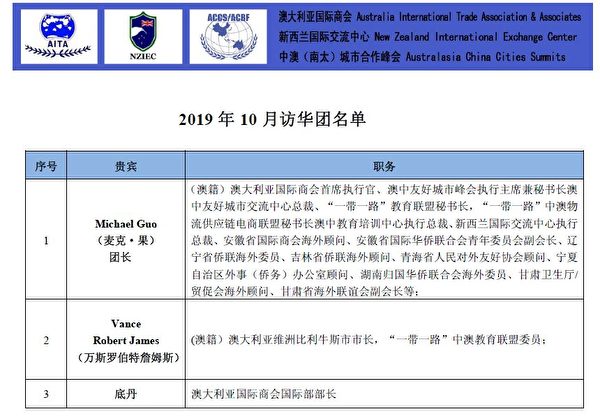 AITA
NZIEC
ACCS/ACBF
澳大利亚国际商会 Australia International Trade Association & Associates
新西兰国际交流中心 New Zealand International Exchange Center
中澳（南太）城市合作峰会 Australasia China Cities Summits
2019 年 10 月访华团名单
序号 贵宾 职务
1
Michael Guo
（麦克·果）
团长
（澳籍）澳大利亚国际商会首席执行官、澳中友好城市峰会执行主席兼秘书长澳
中友好城市交流中心总裁、“一带一路”教育联盟秘书长，“一带一路”中澳物
流供应链电商联盟秘书长澳中教育培训中心执行总裁、新西兰国际交流中心执行
总裁、安徽省国际商会海外顾问、安徽省国际华侨联合会青年委员会副会长、辽
宁省侨联海外委员、吉林省侨联海外顾问、青海省人民对外友好协会顾问、宁夏
自治区外事（侨务）办公室顾问、湖南归国华侨联合会海外委员、甘肃卫生厅/
贸促会海外顾问、甘肃省海外联谊会副会长等；
2
Vance
Robert James
（万斯罗伯特詹姆斯）
(澳籍）澳大利亚维洲比利牛斯市市长，“一带一路”中澳教育联盟委员；
3 底丹 澳大利亚国际商会国际部部长